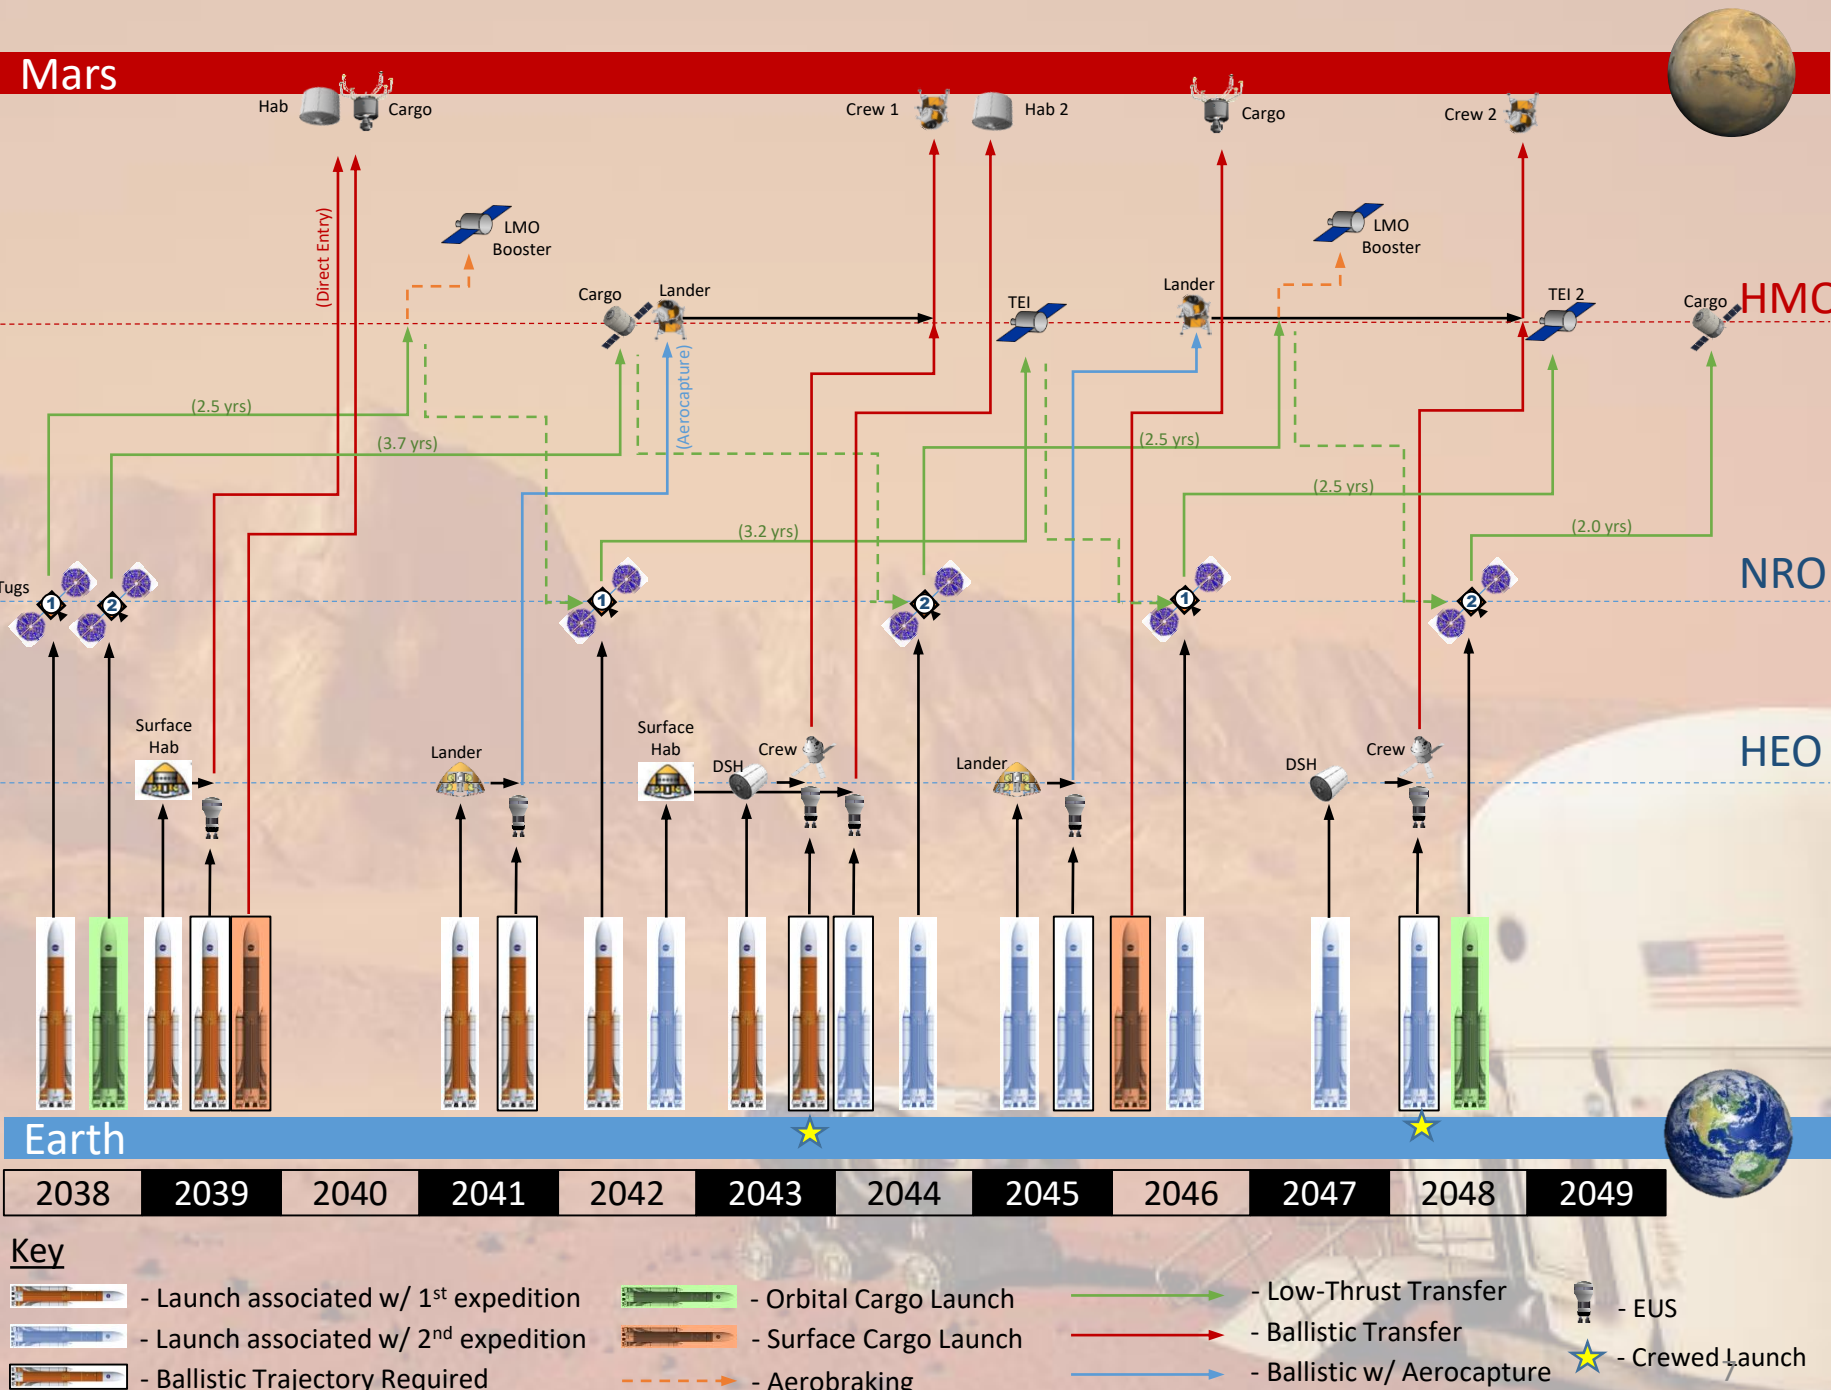 Mars
Hab
Cargo
Crew 1
Hab 2
Cargo
Crew 2
(Direct Entry)
LMO
Booster
LMO
Booster
Cargo
Lander
TEI
Lander
TEI 2
Cargo
HMO
(Aerocapture)
(2.5 yrs)
(3.7 yrs)
(2.5 yrs)
(2.5 yrs)
(3.2 yrs)
(2.0 yrs)
Tugs
1
2
1
2
1
2
NRO
Surface
Hab
Lander
Surface
Hab
DSH
Crew
Lander
DSH
Crew
HEO
Earth
2038 2039 2040 2041 2042 2043 2044 2045 2046 2047 2048 2049
Key
- Launch associated w/ 1st expedition
- Launch associated w/ 2nd expedition
- Ballistic Trajectory Required
- Orbital Cargo Launch
- Surface Cargo Launch
- Aerobraking
- Low-Thrust Transfer
- Ballistic Transfer
- Ballistic w/ Aerocapture
- EUS
- Crewed Launch
7